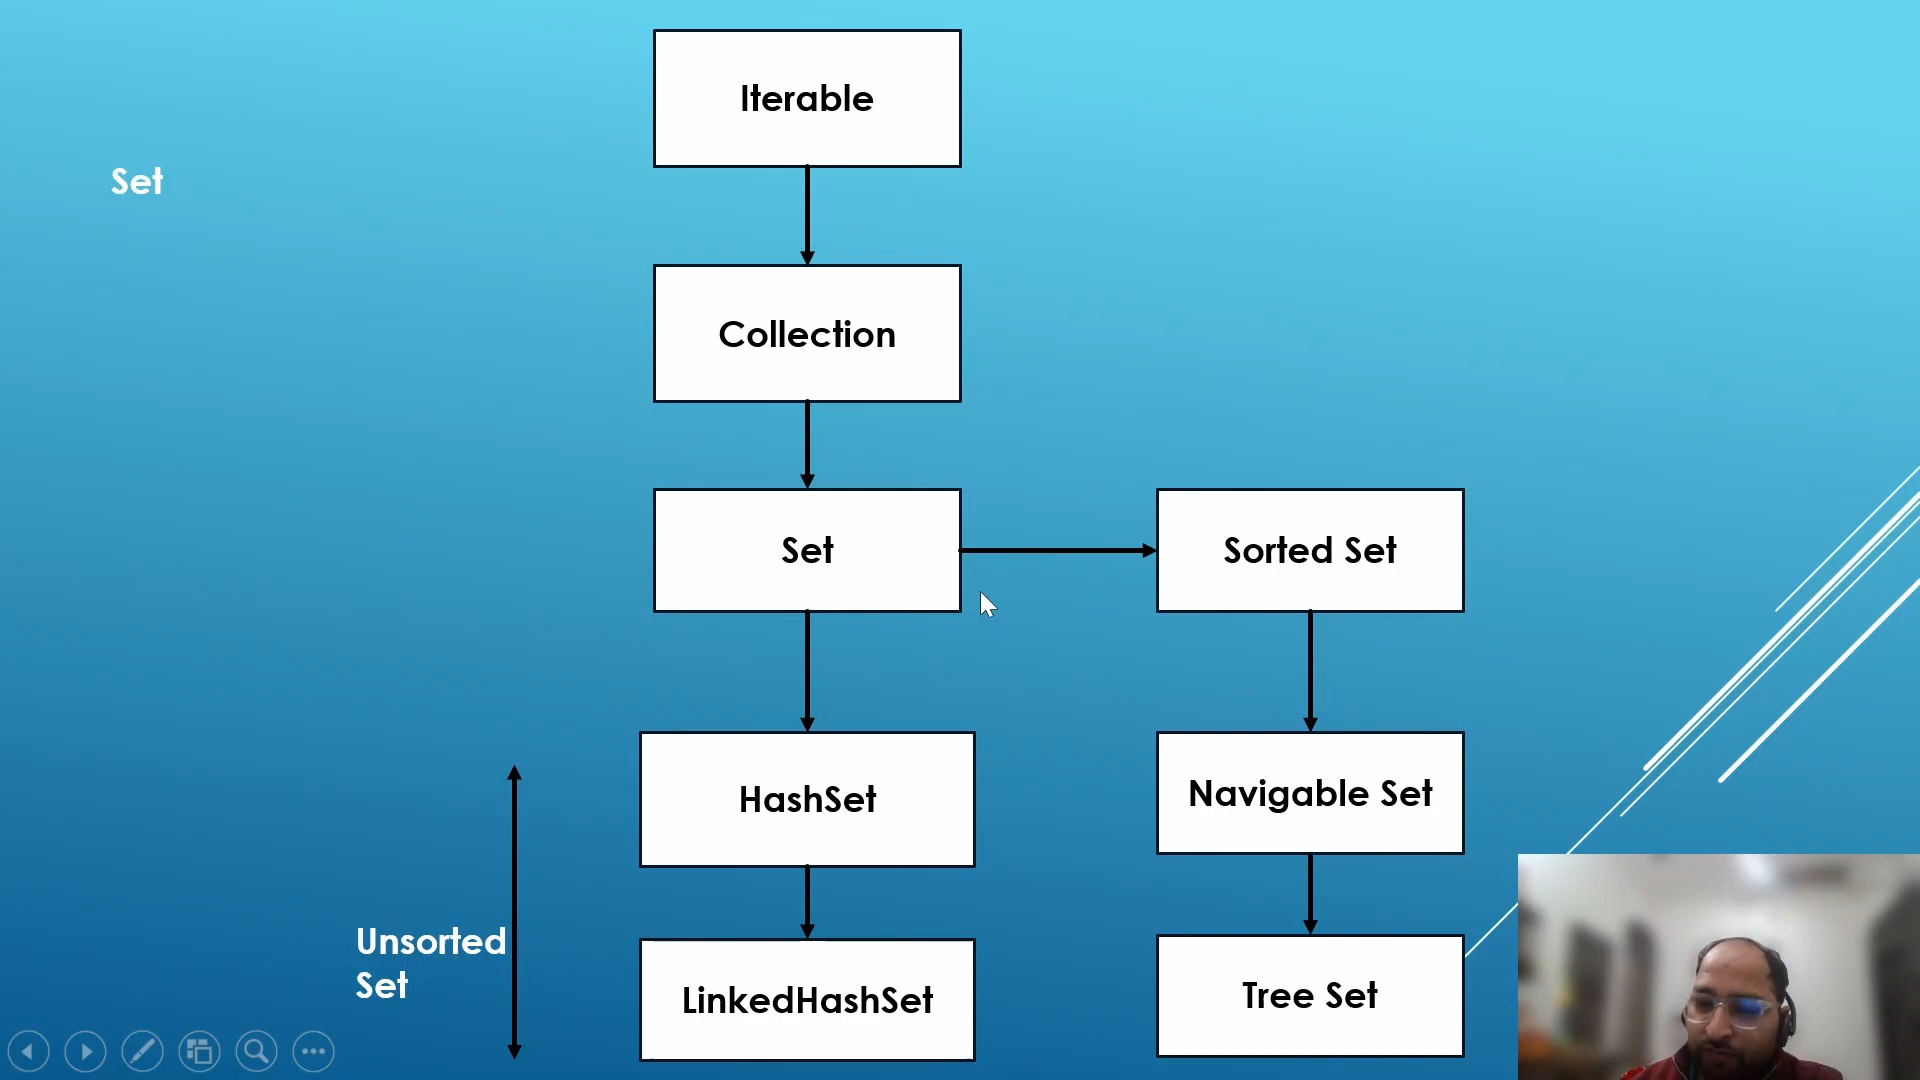 Iterable
Set
Collection
Set
Sorted Set
HashSet
Navigable Set
Unsorted
Set
LinkedHashSet
Tree Set